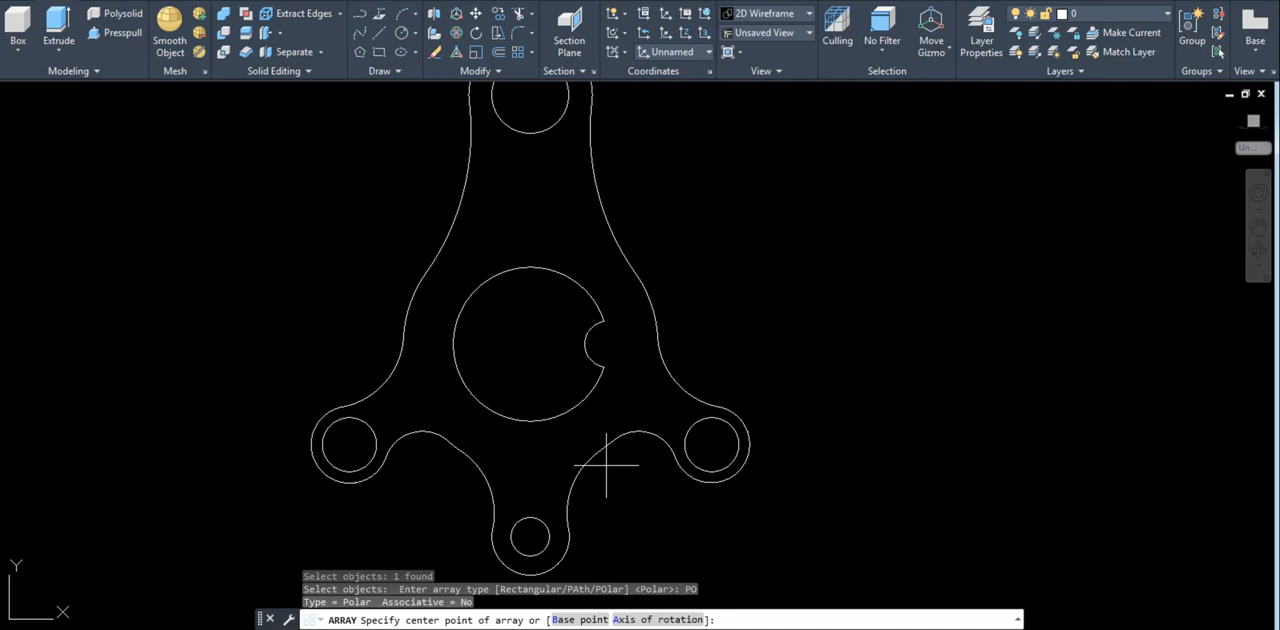 Polysolid
Extract Edges
2D Wireframe
0
Presspull
Unsaved View
Make Current
Box
Extrude
Smooth
Object
Separate
Section
Plane
Unnamed
Culling
No Filter
Move
Layer
Properties
Match Layer
Group
Base
Modeling
Mesh
Solid Editing
Draw
Modify
Section
Coordinates
View
Selection
Layers
Groups
View
Un...
Y
X
Select objects: 1 found
Select objects: Enter array type [Rectangular/PAth/POlar] <Polar>: PO
Type = Polar Associative = No
ARRAY Specify center point of array or [Base point Axis of rotation]: